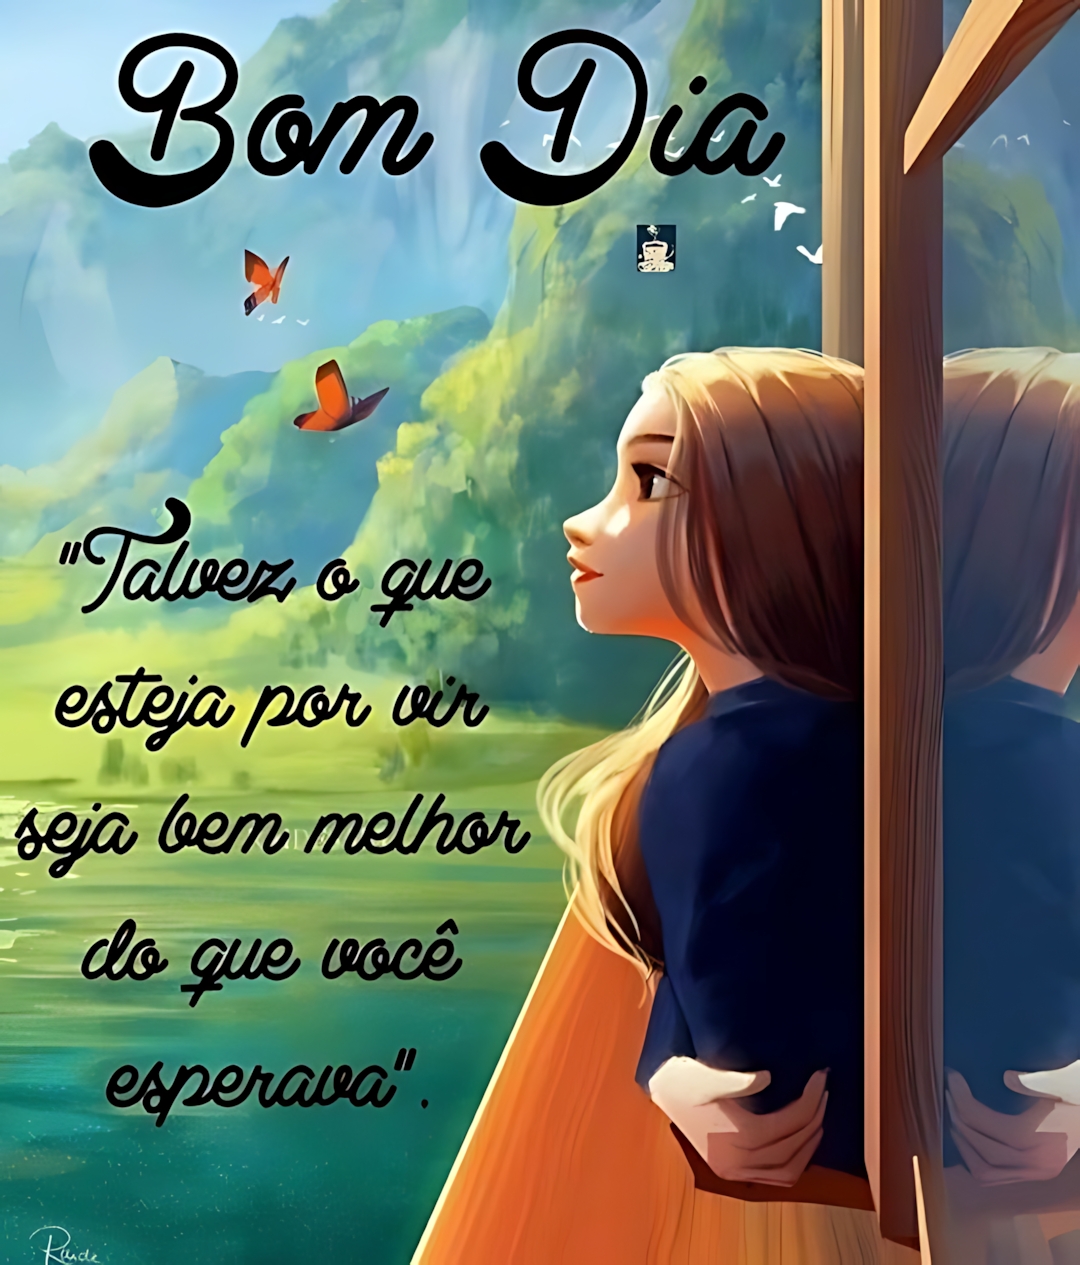 Bom Dia
"Talvez o que
esteja por vir
seja bem melhor
do que você
esperava".